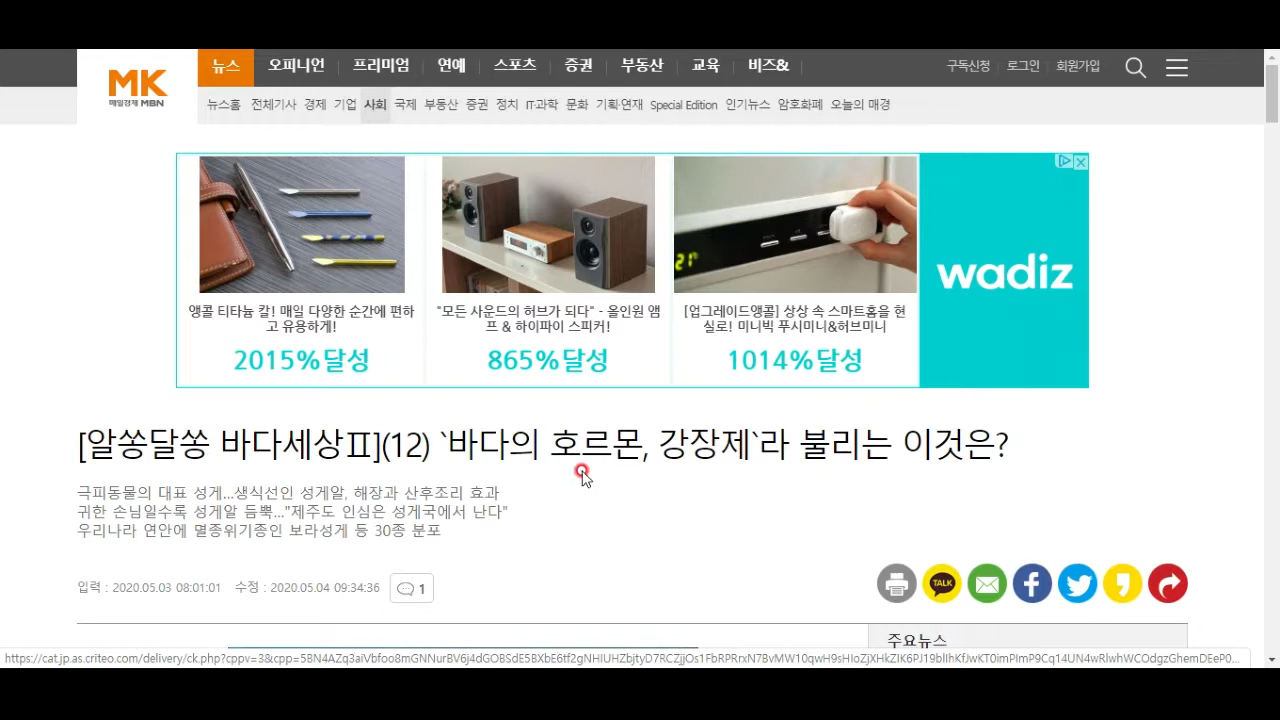 MK
매일경제 MBN
뉴스 오피니언 프리미엄 연예 스포츠 증권 부동산 교육 비즈&
구독신청 로그인 회원가입
뉴스홈 전체기사 경제 기업 사회 국제 부동산 증권 정치 IT·과학 문화 기획·연재 Special Edition 인기뉴스 암호화폐 오늘의 매경
앵콜 티타늄 칼! 매일 다양한 순간에 편하
고 유용하게!
2015%달성
"모든 사운드의 허브가 되다" - 올인원 앰
프 & 하이파이 스피커!
865%달성
[업그레이드앵콜] 상상 속 스마트홈을 현
실로! 미니빅 푸시미니&허브미니
1014%달성
wadiz
[알쏭달쏭 바다세상Ⅱ](12) `바다의 호르몬, 강장제`라 불리는 이것은?
극피동물의 대표 성게…생식선인 성게알, 해장과 산후조리 효과
귀한 손님일수록 성게알 듬뿍…"제주도 인심은 성게국에서 난다"
우리나라 연안에 멸종위기종인 보라성게 등 30종 분포
입력 : 2020.05.03 08:01:01 수정 : 2020.05.04 09:34:36 1
TALK
주요뉴스